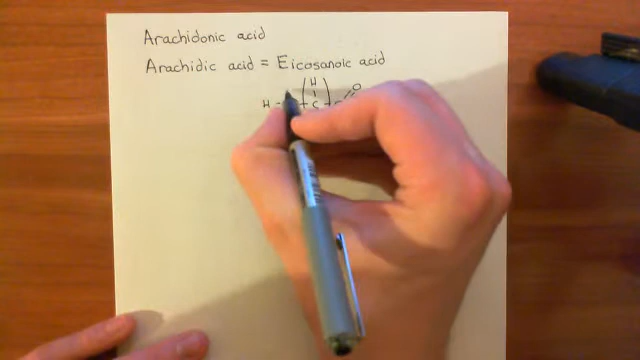 Arachidonic acid
Arachidic acid = Eicosanoic acid
H
O
H - C - C